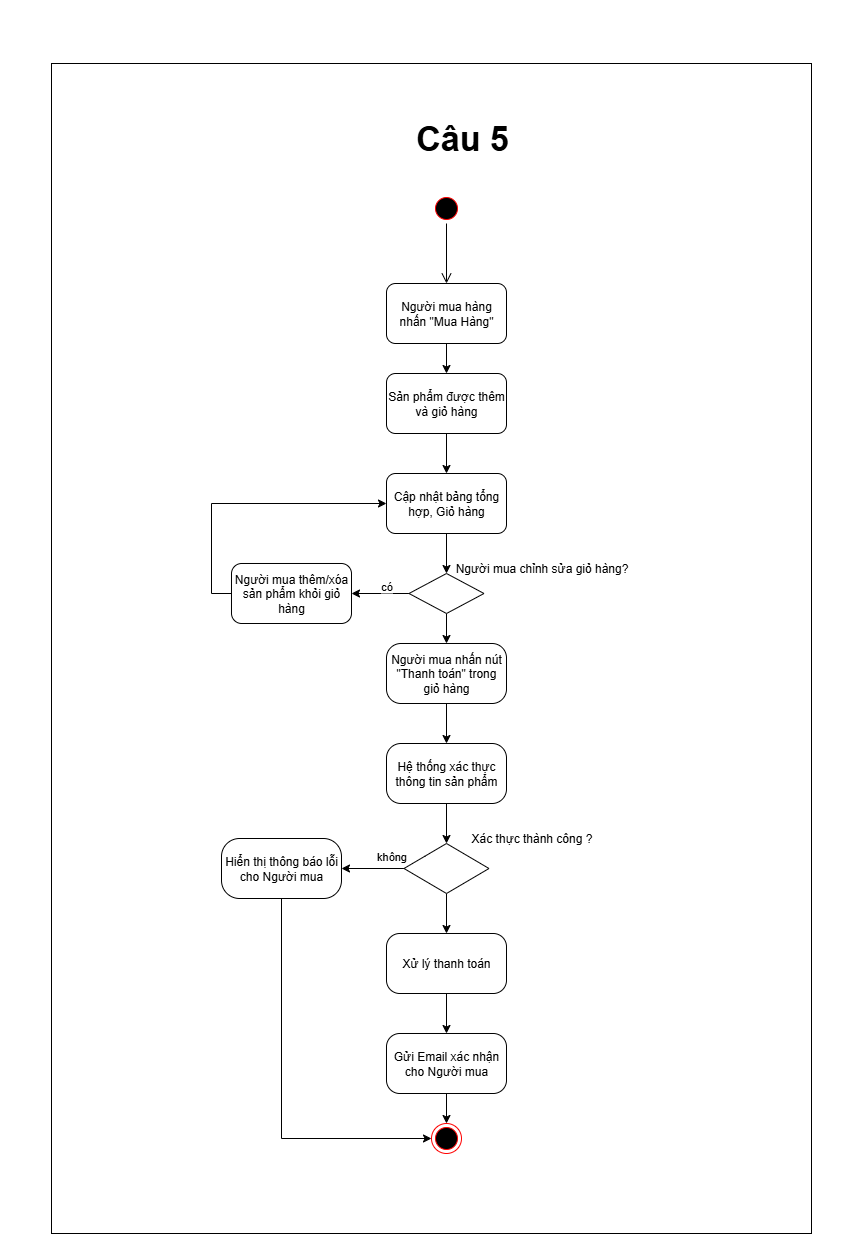 Câu 5
Người mua hàng
nhấn "Mua Hàng"
Sản phẩm được thêm
và giỏ hàng
Cập nhật bảng tổng
hợp, Giỏ hàng
Người mua chỉnh sửa giỏ hàng?
có
Người mua thêm/xóa
sản phẩm khỏi giỏ
hàng
Người mua nhấn nút
"Thanh toán" trong
giỏ hàng
Hệ thống xác thực
thông tin sản phẩm
Xác thực thành công ?
không
Hiển thị thông báo lỗi
cho Người mua
Xử lý thanh toán
Gửi Email xác nhận
cho Người mua